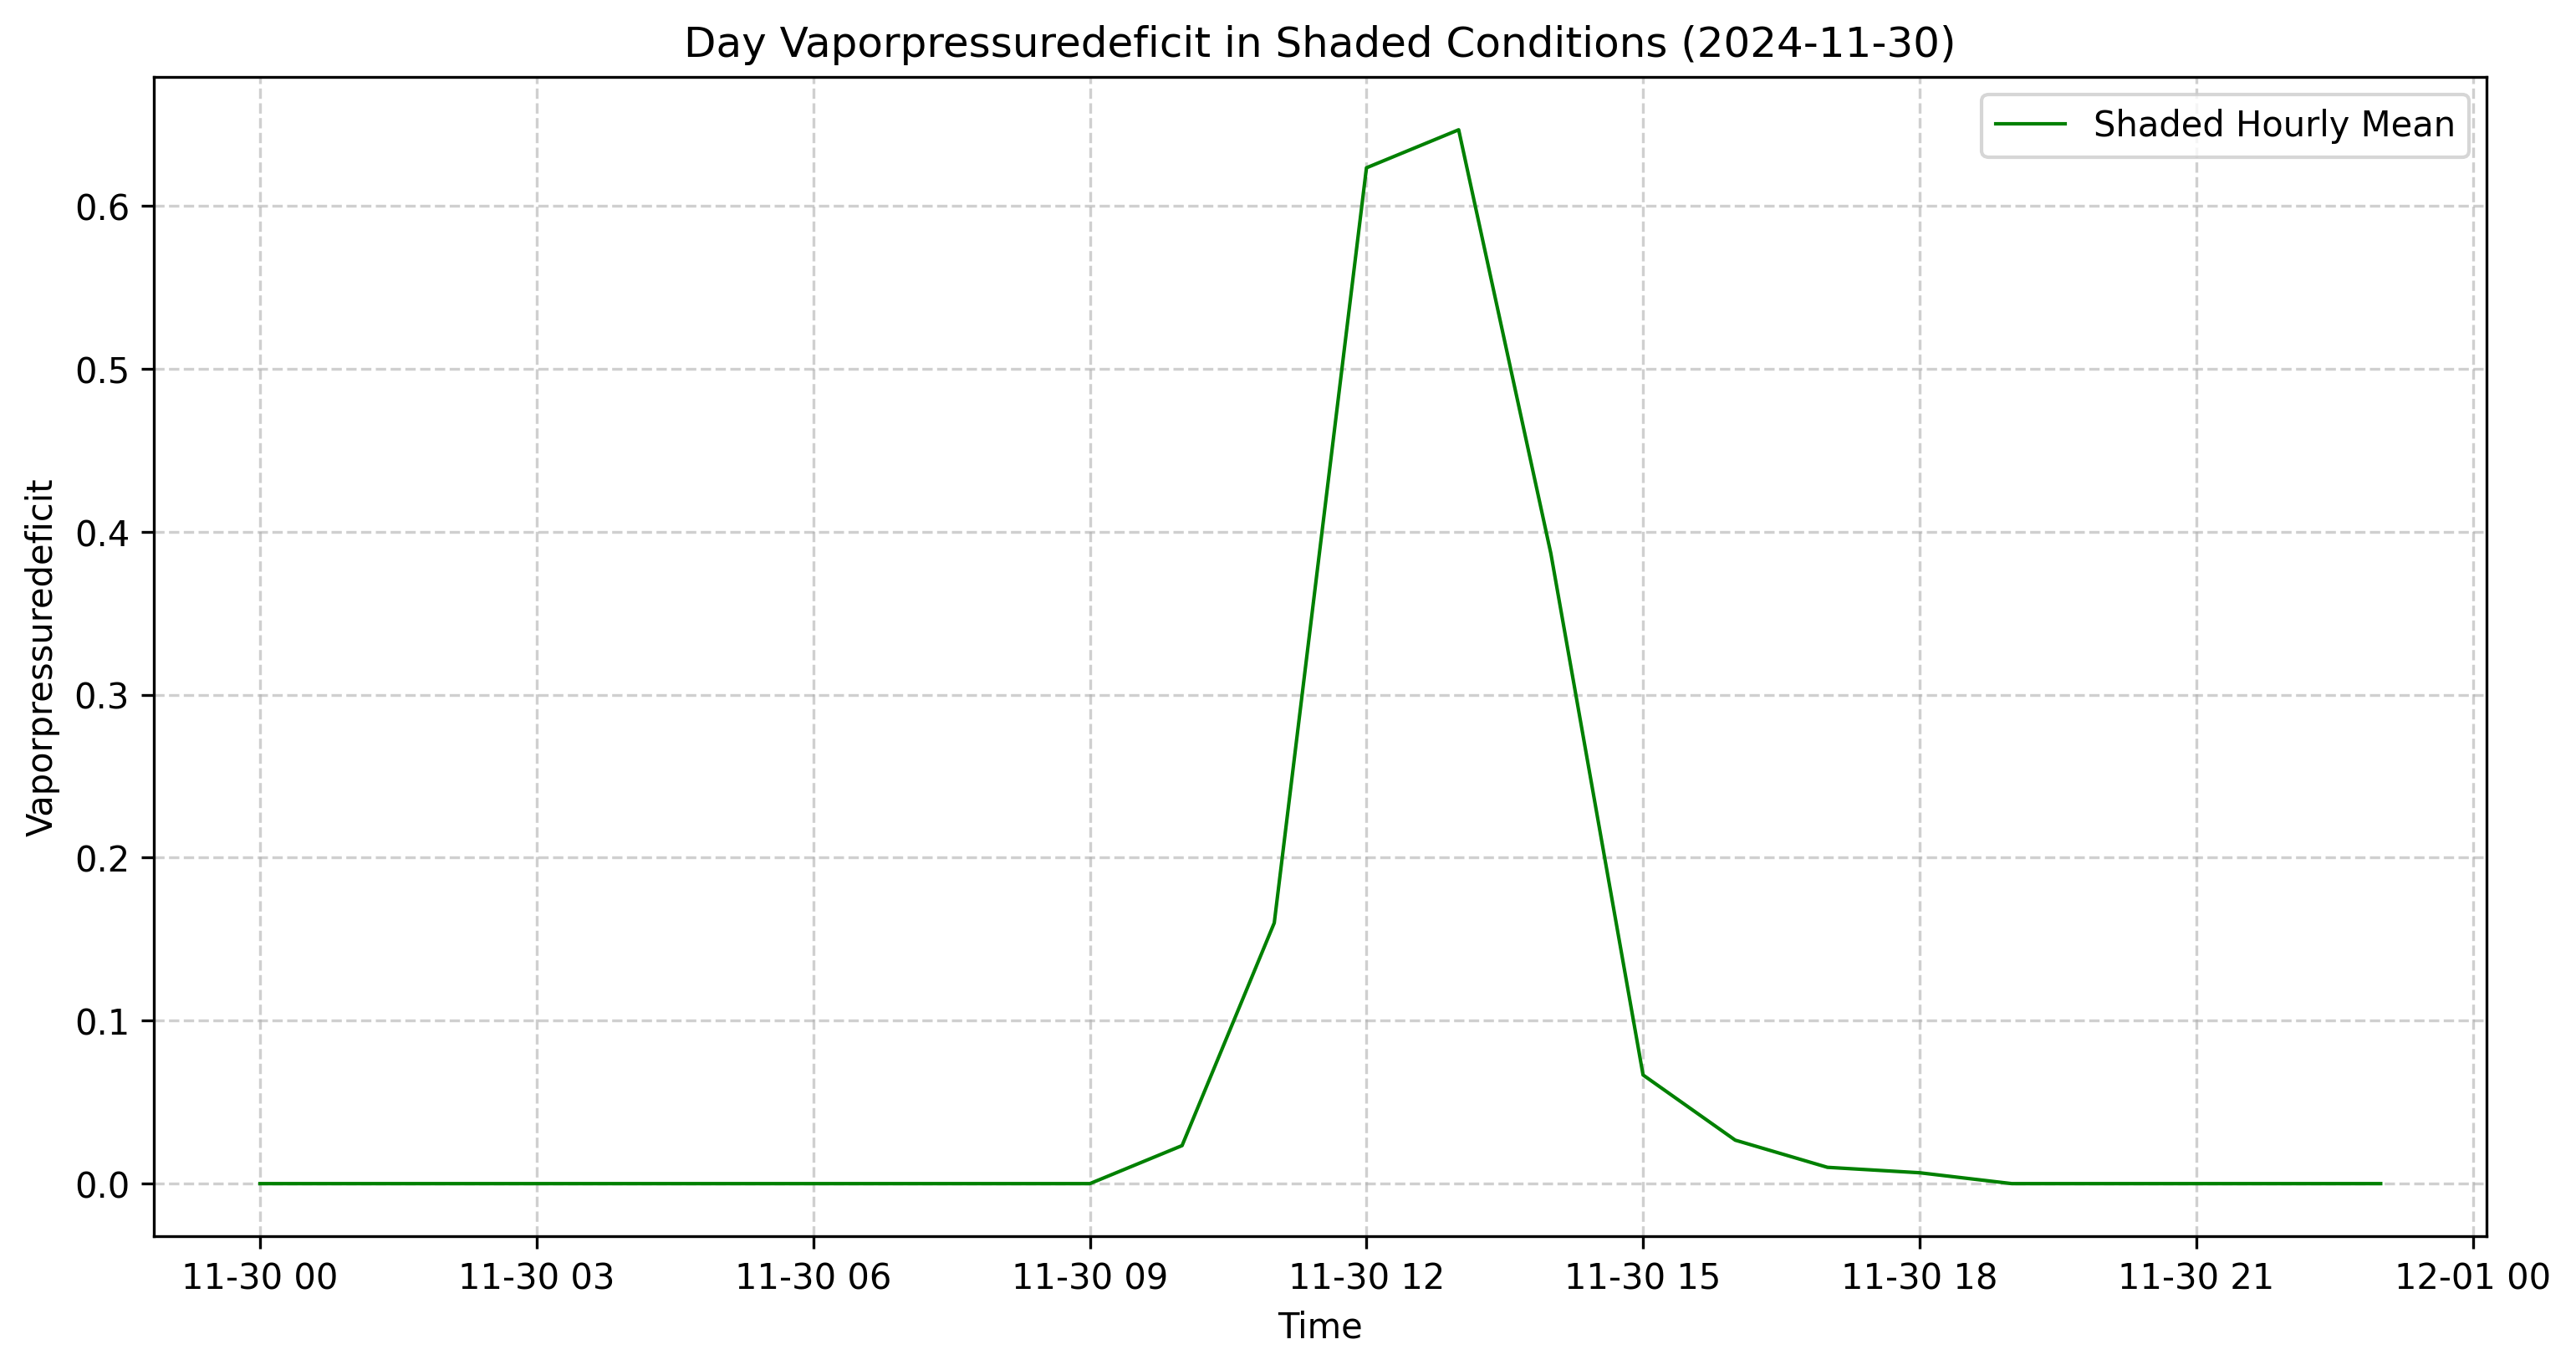 Day Vaporpressuredeficit in Shaded Conditions (2024-11-30)
Shaded Hourly Mean
Vaporpressuredeficit
0.6
0.5
0.4
0.3
0.2
0.1
0.0
11-30 00 11-30 03 11-30 06 11-30 09 11-30 12 11-30 15 11-30 18 11-30 21 12-01 00
Time